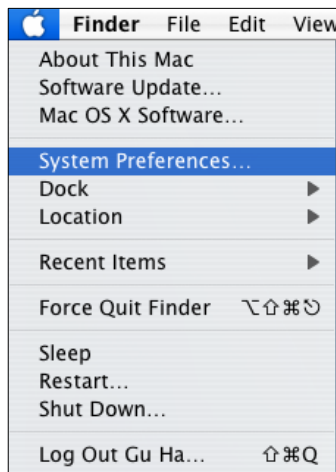 Finder File Edit View
About This Mac
Software Update...
Mac OS X Software...
System Preferences...
Dock
Location
Recent Items
Force Quit Finder ⌥⇧⌘⎋
Sleep
Restart...
Shut Down...
Log Out Gu Ha... ⇧⌘Q